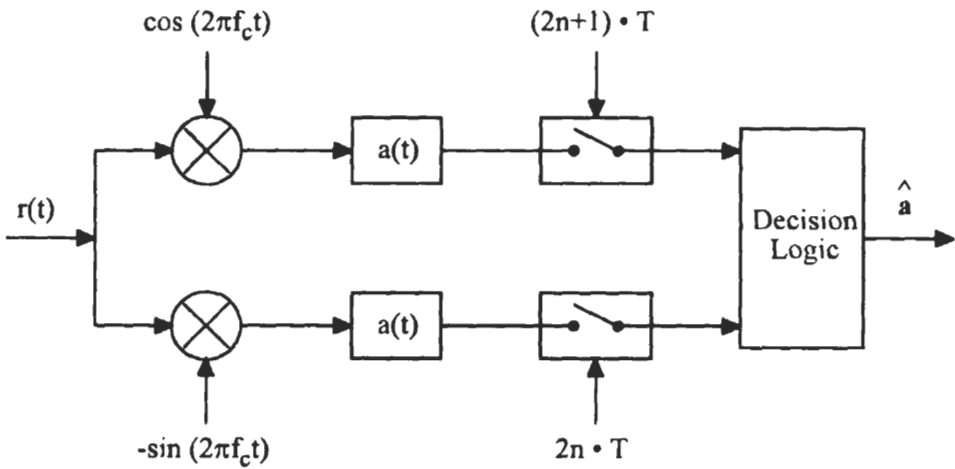 cos (2πf_ct)
(2n+1) • T
a(t)
r(t)
Decision
Logic
â
a(t)
-sin (2πf_ct)
2n • T